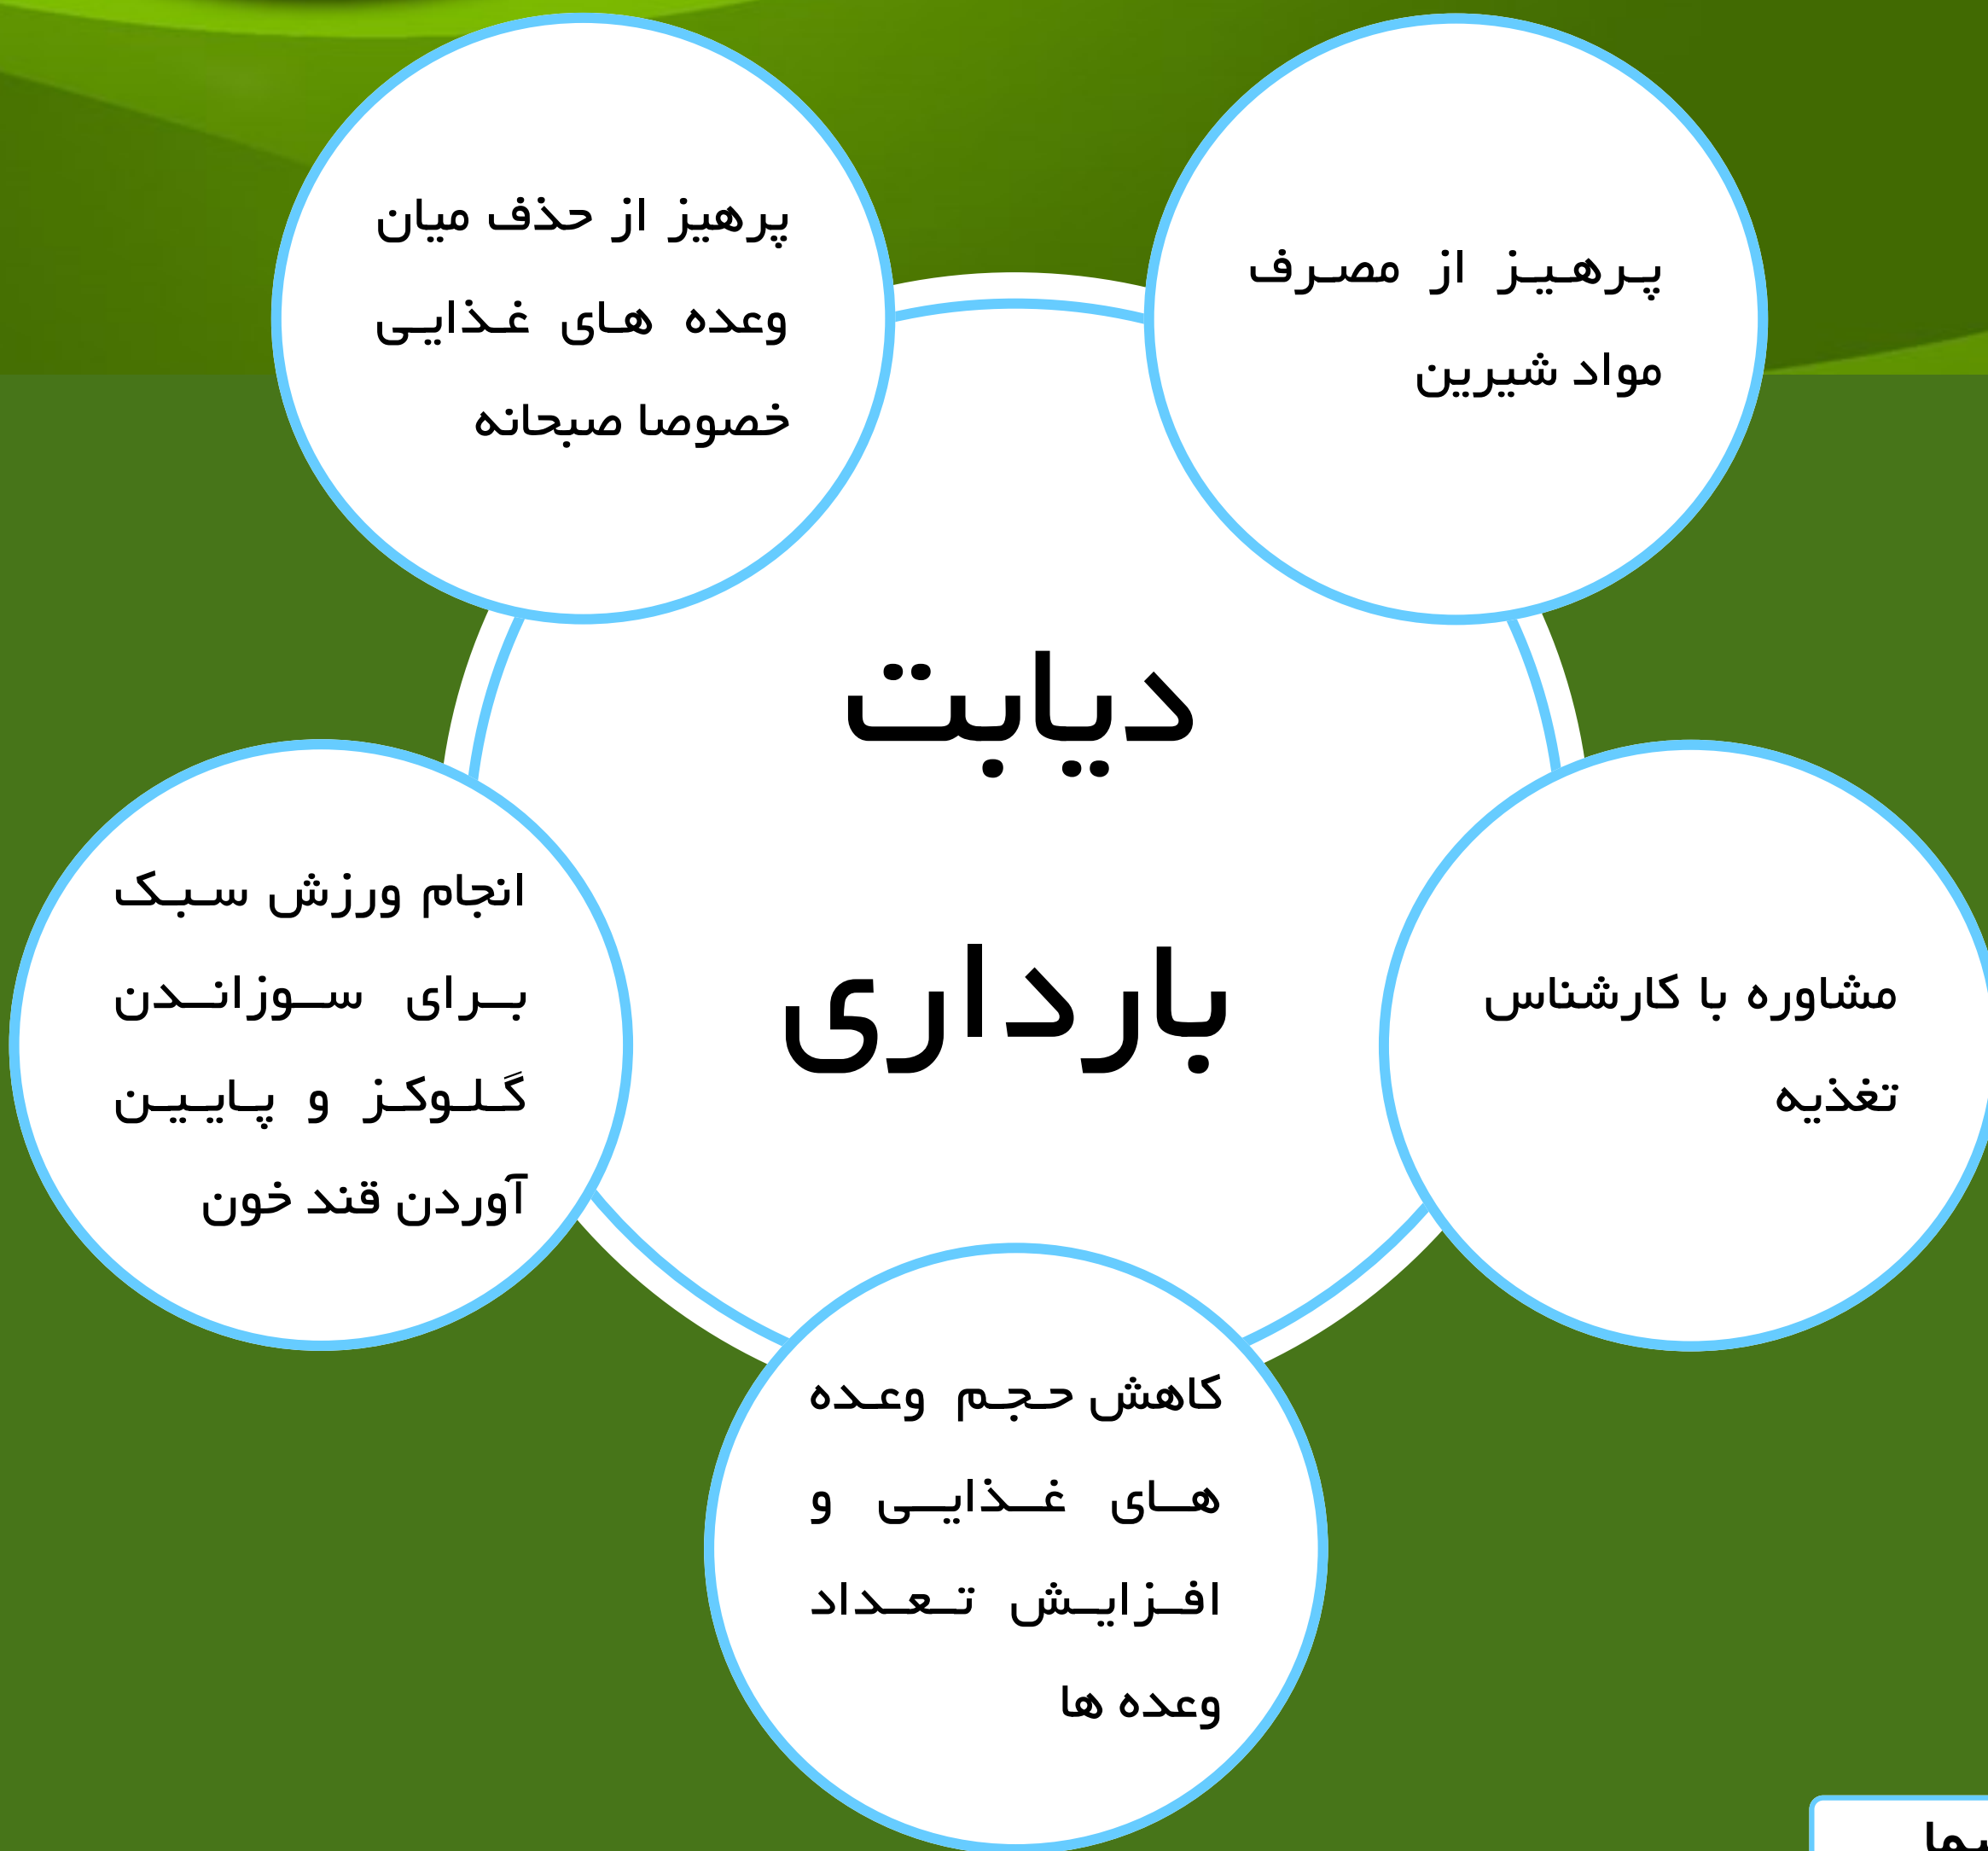 پرهیز از مصرف
مواد شیرین
پرهیز از حذف میان
وعده های غذایی
خصوصا صبحانه
دیابت
بارداری
مشاوره با کارشناس
تغذیه
انجام ورزش سبک
برای سوزاندن
گلوکز و پایین
آوردن قند خون
کاهش حجم وعده
های غذایی و
افزایش تعداد
وعده ها